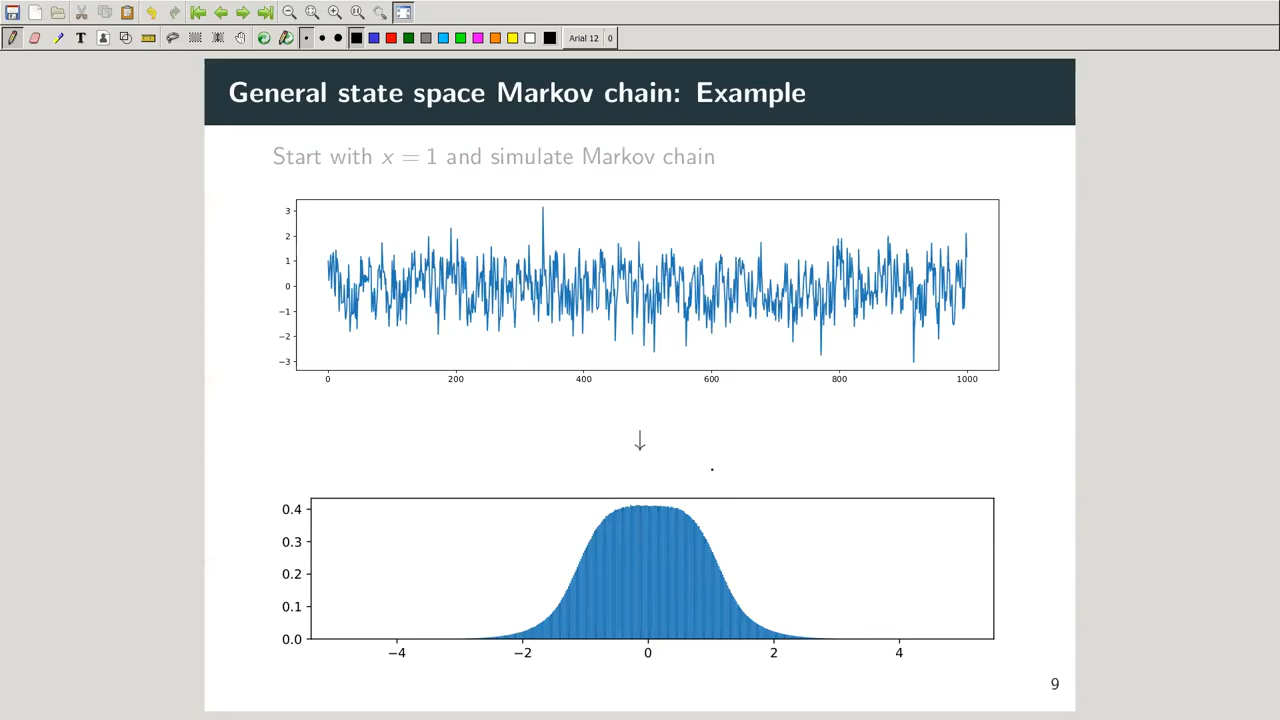 Arial 12 0
General state space Markov chain: Example
Start with x = 1 and simulate Markov chain
3
2
1
0
−1
−2
−3
0 200 400 600 800 1000
↓
0.4
0.3
0.2
0.1
0.0
−4 −2 0 2 4
9